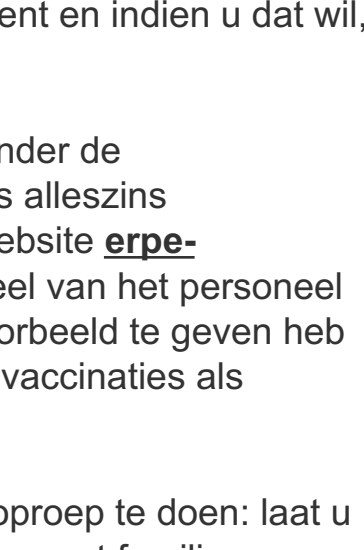 ent en indien u dat wil,
nder de
s alleszins
ebsite erpe-
eel van het personeel
orbeeld te geven heb
vaccinaties als
oproep te doen: laat u